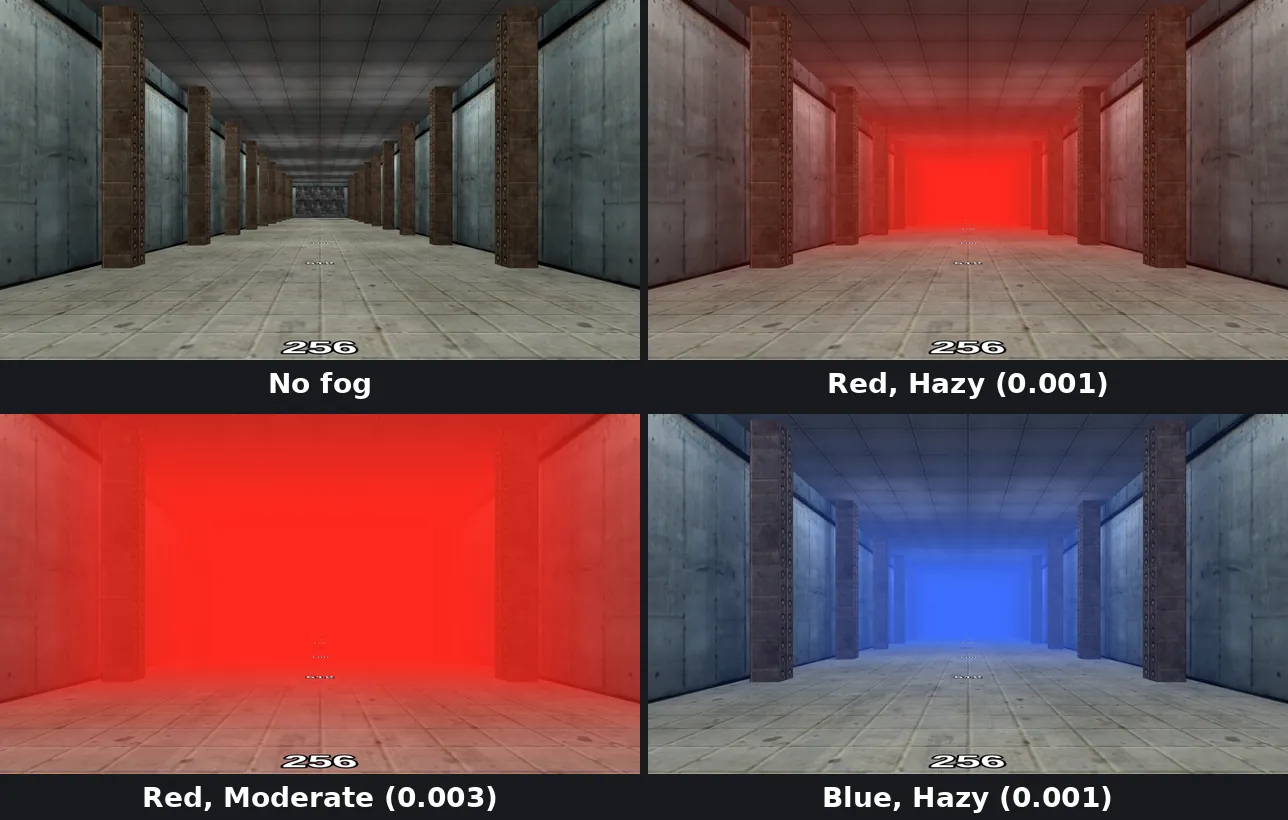 256
No fog
256
Red, Hazy (0.001)
256
Red, Moderate (0.003)
256
Blue, Hazy (0.001)